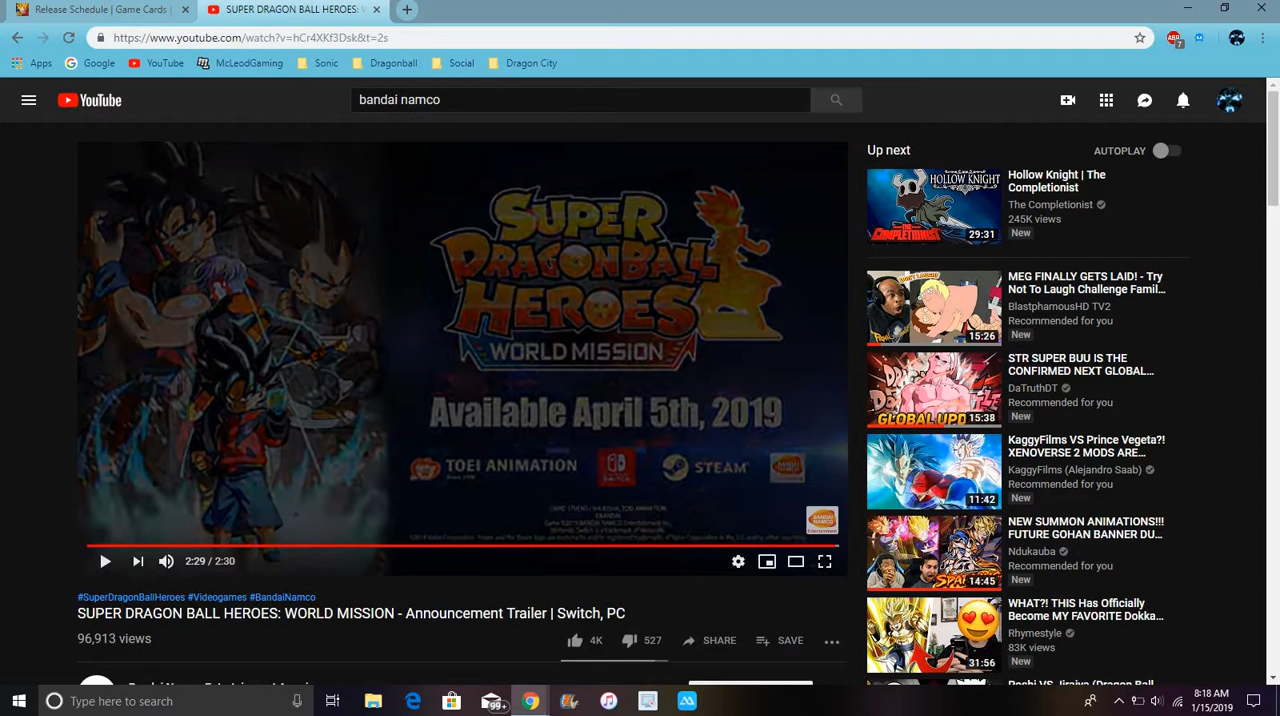 Release Schedule | Game Cards |
SUPER DRAGON BALL HEROES: W
https://www.youtube.com/watch?v=hCr4XKf3Dsk&t=2s
ABP
7
Apps
Google
YouTube
McLeodGaming
Sonic
Dragonball
Social
Dragon City
YouTube
bandai namco
SUPER
DRAGON BALL
HEROES
WORLD MISSION
Available April 5th, 2019
TOEI ANIMATION
STEAM
BANDAI
NAMCO
Entertainment
2:29 / 2:30
#SuperDragonBallHeroes #Videogames #BandaiNamco
SUPER DRAGON BALL HEROES: WORLD MISSION - Announcement Trailer | Switch, PC
96,913 views
4K
527
SHARE
SAVE
Up next
AUTOPLAY
HOLLOW KNIGHT
THE COMPLETIONIST
29:31
Hollow Knight | The
Completionist
The Completionist
245K views
New
15:26
MEG FINALLY GETS LAID! - Try
Not To Laugh Challenge Famil...
BlastphamousHD TV2
Recommended for you
New
GLOBAL UPD
15:38
STR SUPER BUU IS THE
CONFIRMED NEXT GLOBAL...
DaTruthDT
Recommended for you
New
11:42
KaggyFilms VS Prince Vegeta?!
XENOVERSE 2 MODS ARE...
KaggyFilms (Alejandro Saab)
Recommended for you
New
14:45
NEW SUMMON ANIMATIONS!!!
FUTURE GOHAN BANNER DU...
Ndukauba
Recommended for you
New
31:56
WHAT?! THIS Has Officially
Become MY FAVORITE Dokka...
Rhymestyle
83K views
New
Type here to search
99+
8:18 AM
1/15/2019